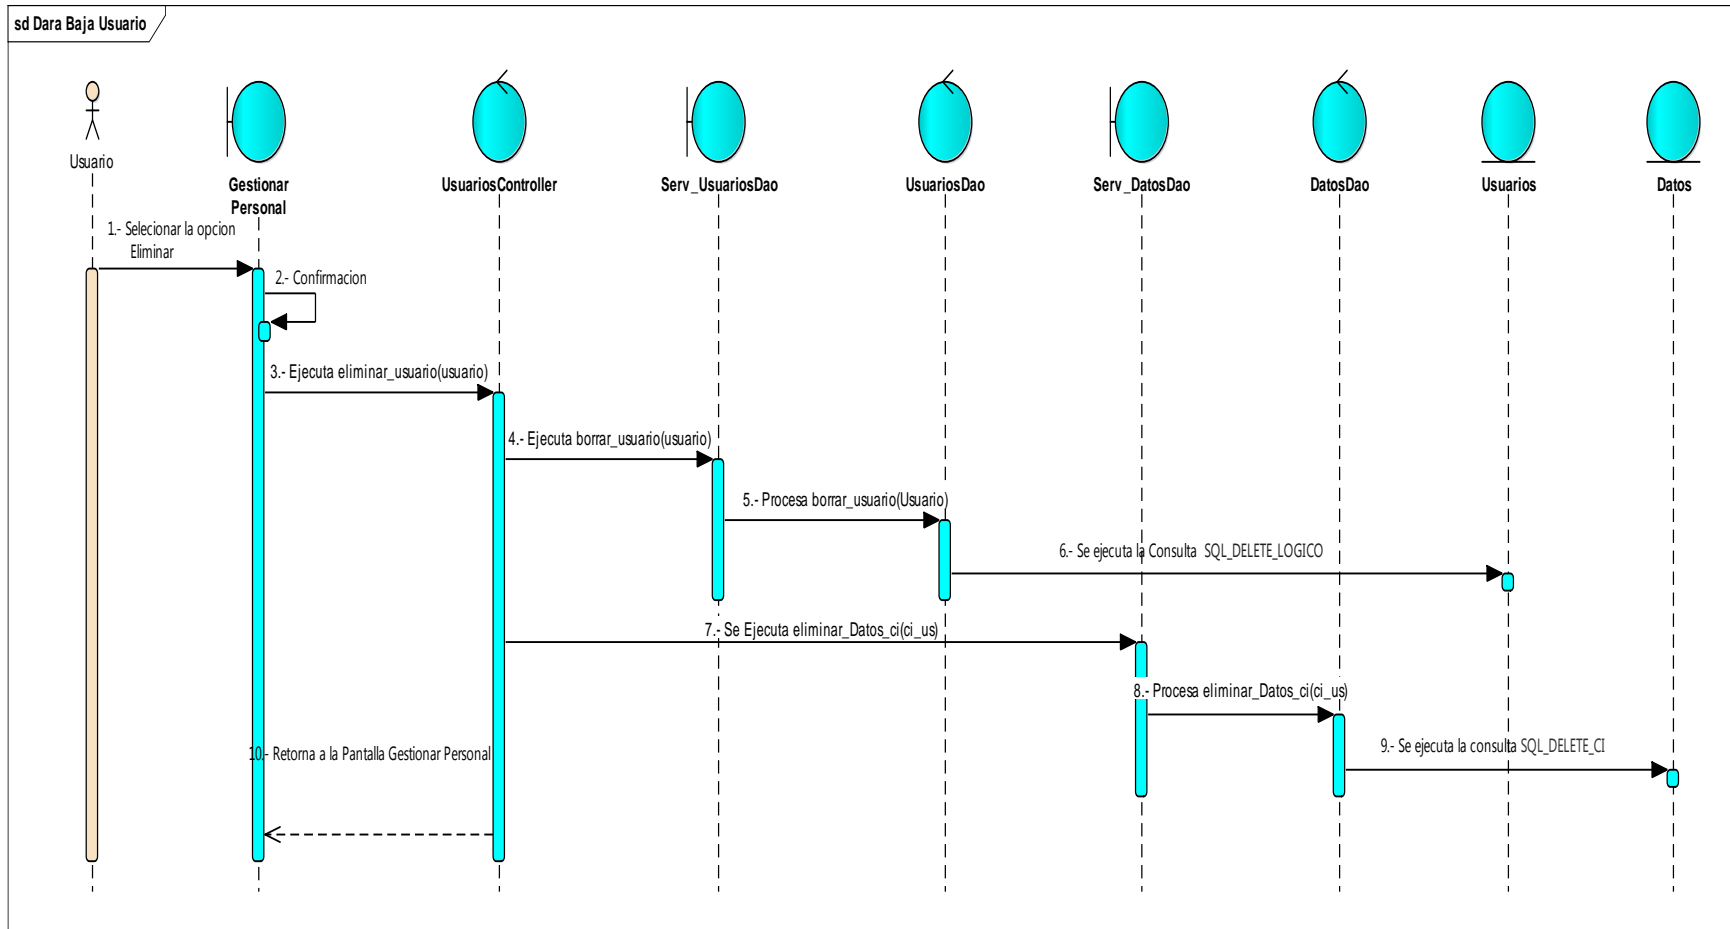 sd Dara Baja Usuario
Usuario
Gestionar
Personal
UsuariosController
Serv_UsuariosDao
UsuariosDao
Serv_DatosDao
DatosDao
Usuarios
Datos
1.- Selecionar la opcion
Eliminar
2.- Confirmacion
3.- Ejecuta eliminar_usuario(usuario)
4.- Ejecuta borrar_usuario(usuario)
5.- Procesa borrar_usuario(Usuario)
6.- Se ejecuta la Consulta SQL_DELETE_LOGICO
7.- Se Ejecuta eliminar_Datos_ci(ci_us)
8.- Procesa eliminar_Datos_ci(ci_us)
9.- Se ejecuta la consulta SQL_DELETE_CI
10.- Retorna a la Pantalla Gestionar Personal